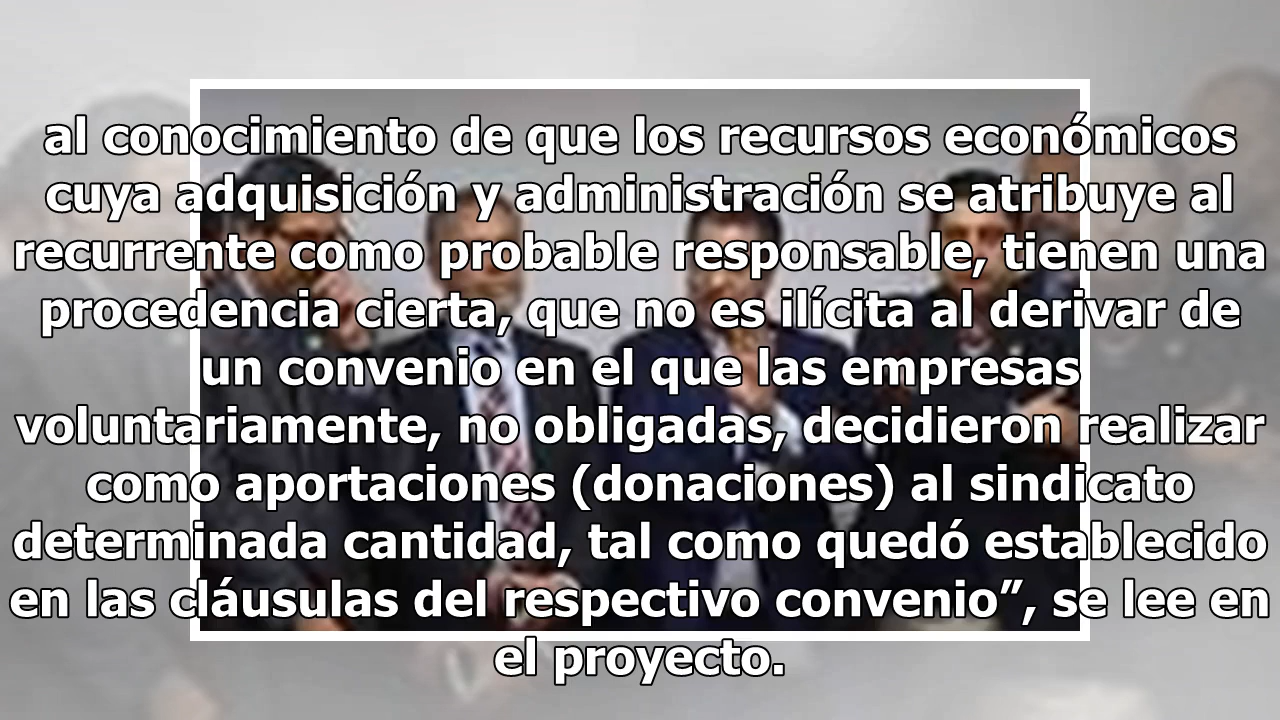 al conocimiento de que los recursos económicos
cuya adquisición y administración se atribuye al
recurrente como probable responsable, tienen una
procedencia cierta, que no es ilícita al derivar de
un convenio en el que las empresas
voluntariamente, no obligadas, decidieron realizar
como aportaciones (donaciones) al sindicato
determinada cantidad, tal como quedó establecido
en las cláusulas del respectivo convenio”, se lee en
el proyecto.